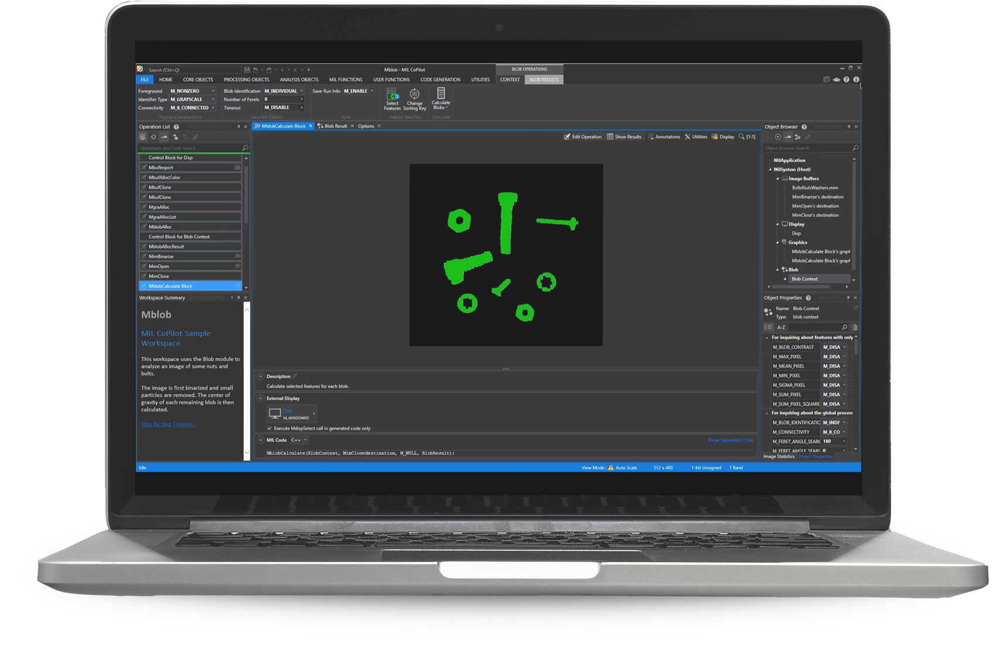 Search (Ctrl+Q)
Mblob - MIL CoPilot
BLOB OPERATIONS
FILE HOME CORE OBJECTS PROCESSING OBJECTS ANALYSIS OBJECTS MIL FUNCTIONS USER FUNCTIONS CODE GENERATION UTILITIES CONTEXT BLOB RESULTS
Foreground M_NONZERO Blob Identification M_INDIVIDUAL Save Run Info M_ENABLE
Identifier Type M_GRAYSCALE Number of Ferets 8
Connectivity M_8_CONNECTED Timeout M_DISABLE
Select Features Change Sorting Key Calculate Blobs
Physical Characteristics Calculate Options Runs Feature Selection Calculate
Operation List
Operations and Code Search
Control Block for Disp
MbufImport
MbufAllocColor
MbufClone
MbufClone
MgraAlloc
MgraAllocList
MblobAlloc
Control Block for Blob Context
MblobAllocResult
MimBinarize
MimOpen
MimClose
MblobCalculate Block
Workspace Summary
Mblob
MIL CoPilot Sample
Workspace
This workspace uses the Blob module to
analyze an image of some nuts and
bolts.
The image is first binarized and small
particles are removed. The center of
gravity of each remaining blob is then
calculated.
Step By Step Tutorial...
MblobCalculate Block Blob Result Options
Edit Operation Show Results Annotations Utilities Display [1:1]
Description
Calculate selected features for each blob.
External Display
Disp
M_WINDOWED
Execute MdispSelect call in generated code only
MIL Code C++
Show Generated Code
MblobCalculate(BlobContext, MimClosedestination, M_NULL, BlobResult);
Object Browser
Object Browser Search
MilApplication
MilSystem (Host)
Image Buffers
BoltsNutsWashers.mim
MimBinarize's destination
MimOpen's destination
MimClose's destination
Display
Disp
Graphics
MblobCalculate Block's graph
MblobCalculate Block's graph
Blob
Blob Context
Object Properties
Name: Blob Context
Type: blob context
A-Z
For inquiring about features with only
M_BLOB_CONTRAST M_DISA
M_MAX_PIXEL M_DISA
M_MEAN_PIXEL M_DISA
M_MIN_PIXEL M_DISA
M_SIGMA_PIXEL M_DISA
M_SUM_PIXEL M_DISA
M_SUM_PIXEL_SQUARE M_DISA
For inquiring about the global process
M_BLOB_IDENTIFICATIC M_INDI
M_CONNECTIVITY M_8_CO
M_FERET_ANGLE_SEARC 180
M_FERET_ANGLE_SEARC 0
Image Statistics Object Properties
Idle
View Mode : Auto Scale 512 x 480 1-bit Unsigned 1 Band